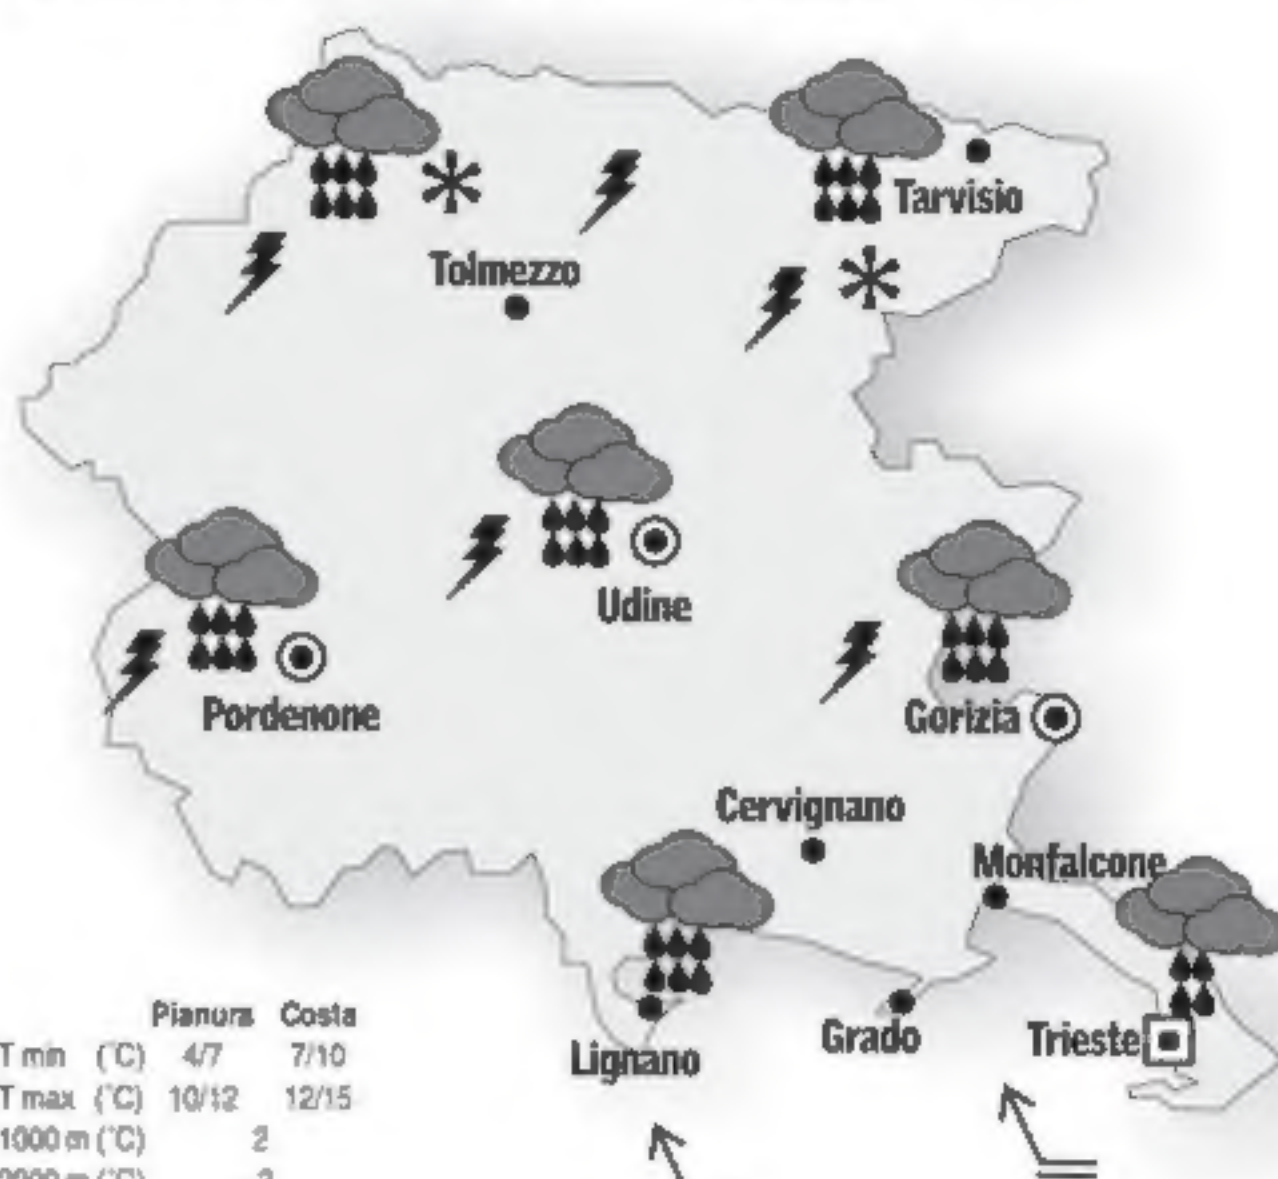 Tarvisio
Tolmezzo
Udine
Pordenone
Gorizia
Cervignano
Monfalcone
Lignano
Grado
Trieste
Pianura Costa
T min (°C) 4/7 7/10
T max (°C) 10/12 12/15
1000 m (°C) 2